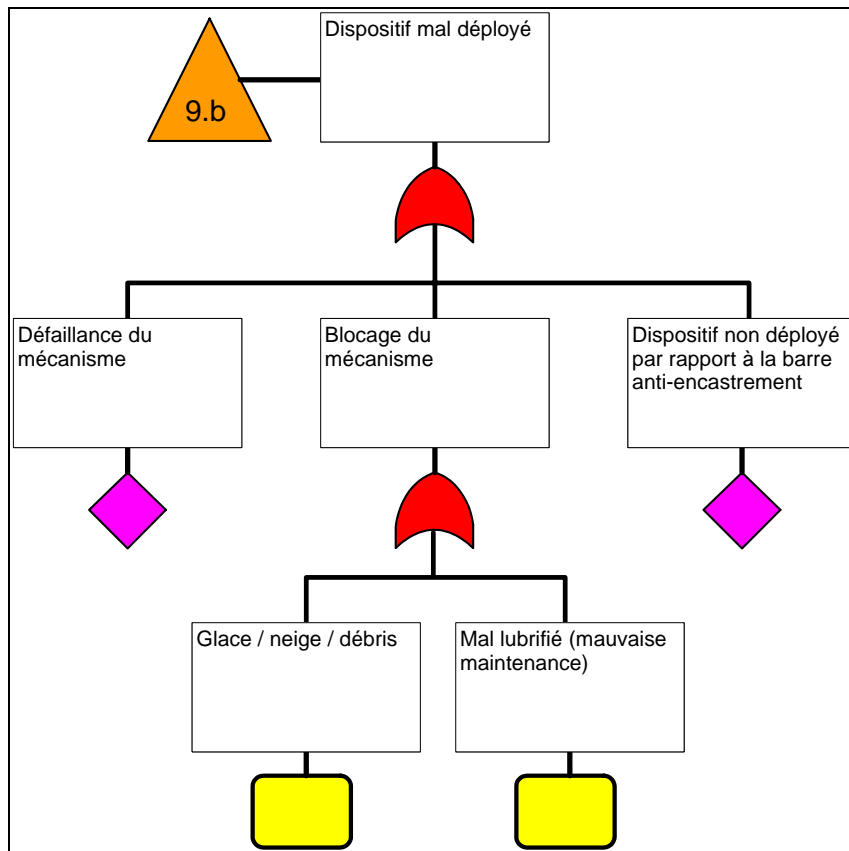 Dispositif mal déployé
9.b
Défaillance du
mécanisme
Blocage du
mécanisme
Dispositif non déployé
par rapport à la barre
anti-encastrement
Glace / neige / débris
Mal lubrifié (mauvaise
maintenance)